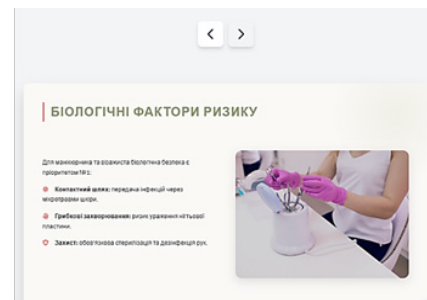 БІОЛОГІЧНІ ФАКТОРИ РИЗИКУ
Для манікюрника та візажиста біологічна безпека є
пріоритетом №1:
Контактний шлях: передача інфекцій через
мікротравми шкіри.
Грибкові захворювання: ризик ураження нігтьової
пластини.
Захист: обов'язкова стерилізація та дезінфекція рук.